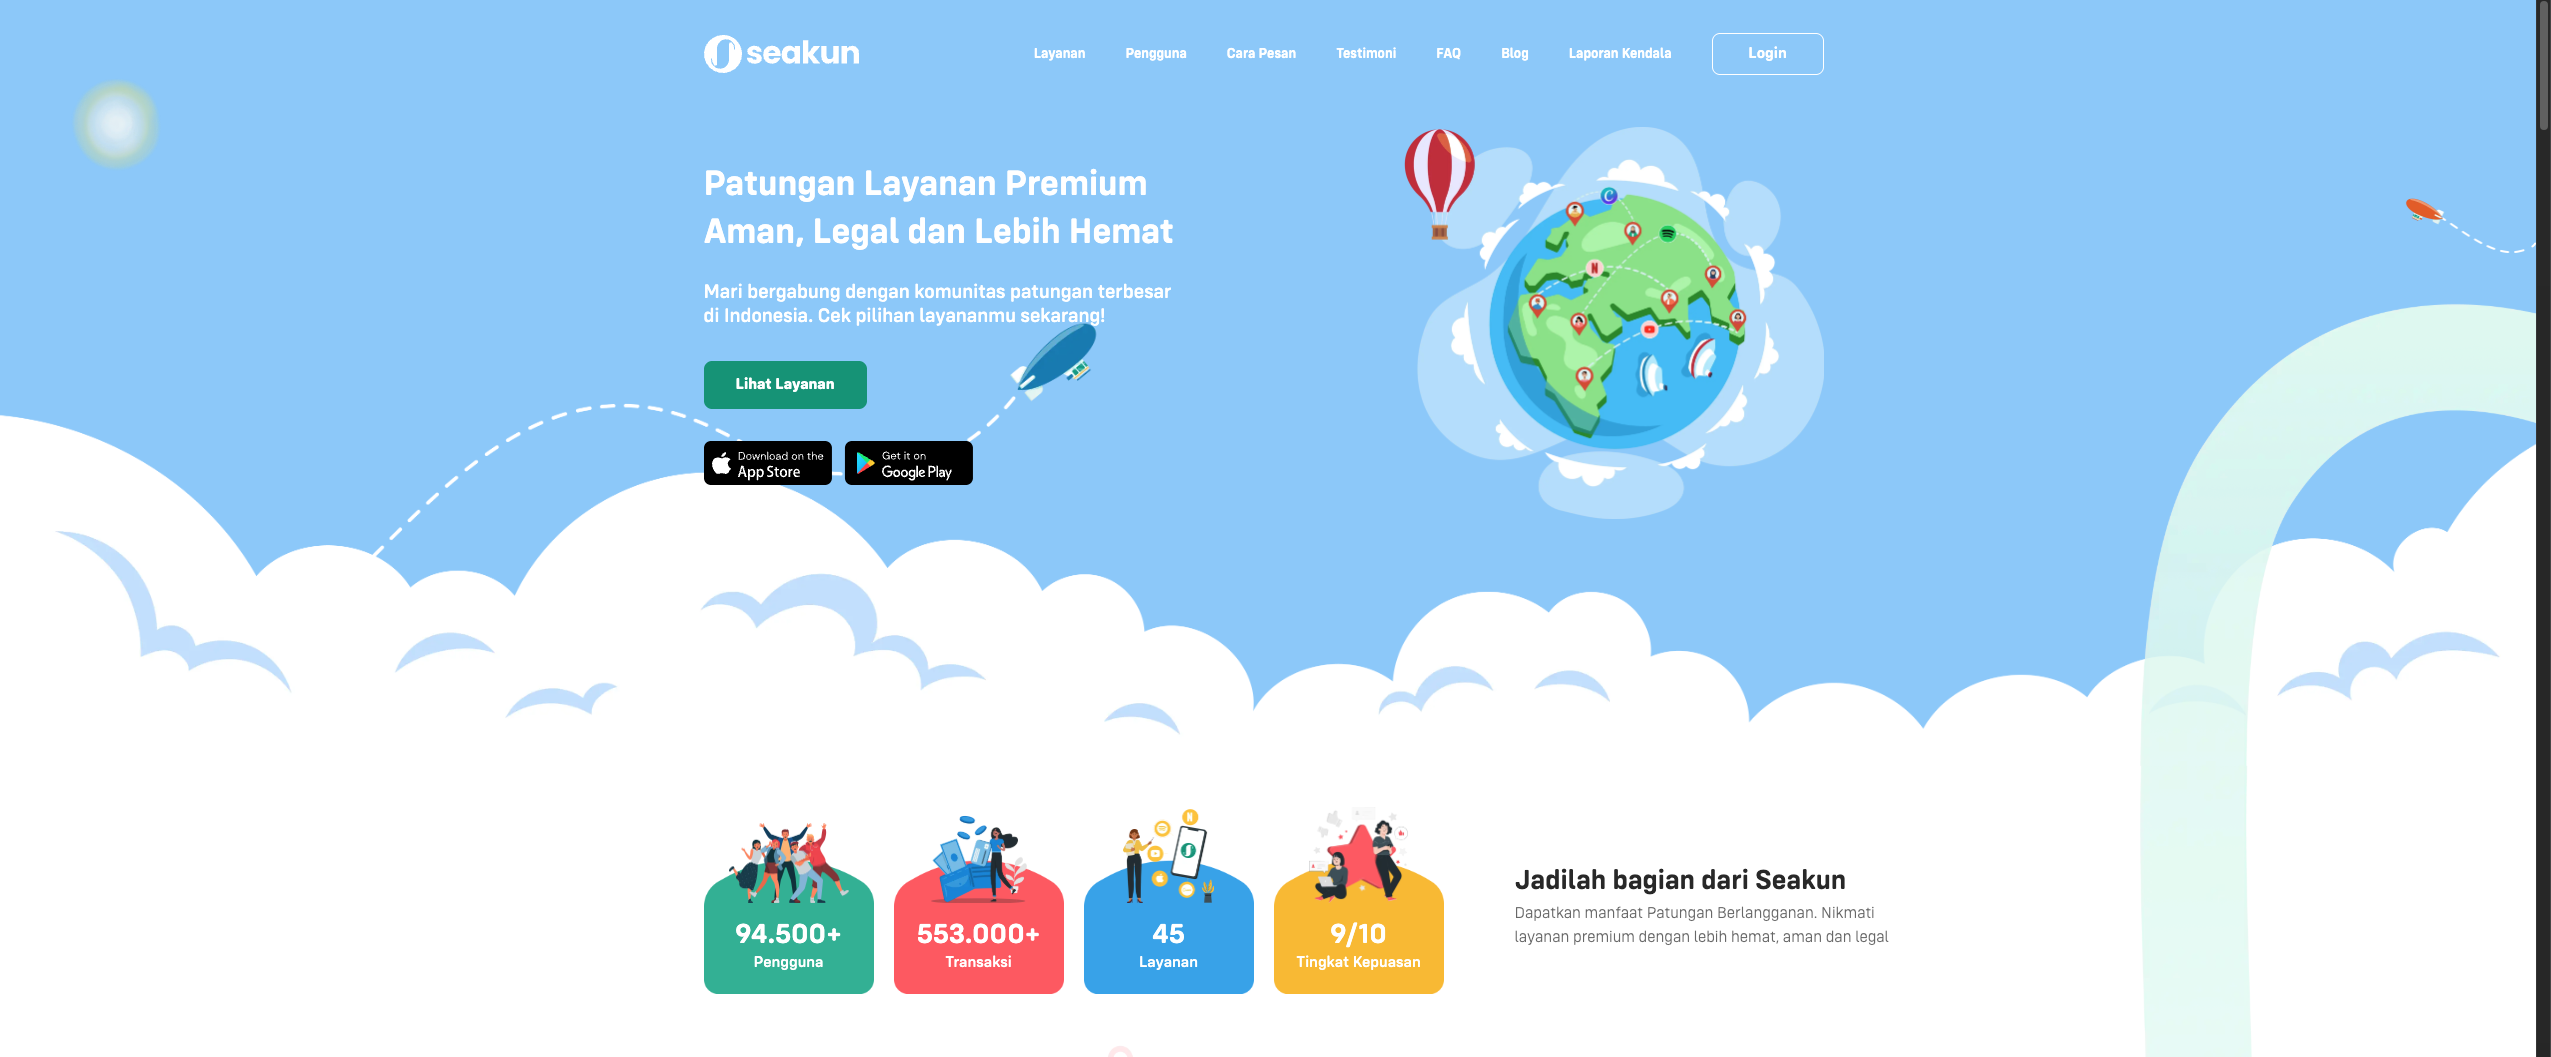 seakun
Layanan
Pengguna
Cara Pesan
Testimoni
FAQ
Blog
Laporan Kendala
Login
Patungan Layanan Premium
Aman, Legal dan Lebih Hemat
Mari bergabung dengan komunitas patungan terbesar
di Indonesia. Cek pilihan layananmu sekarang!
Lihat Layanan
Download on the
App Store
Get it on
Google Play
94.500+
Pengguna
553.000+
Transaksi
45
Layanan
9/10
Tingkat Kepuasan
Jadilah bagian dari Seakun
Dapatkan manfaat Patungan Berlangganan. Nikmati
layanan premium dengan lebih hemat, aman dan legal